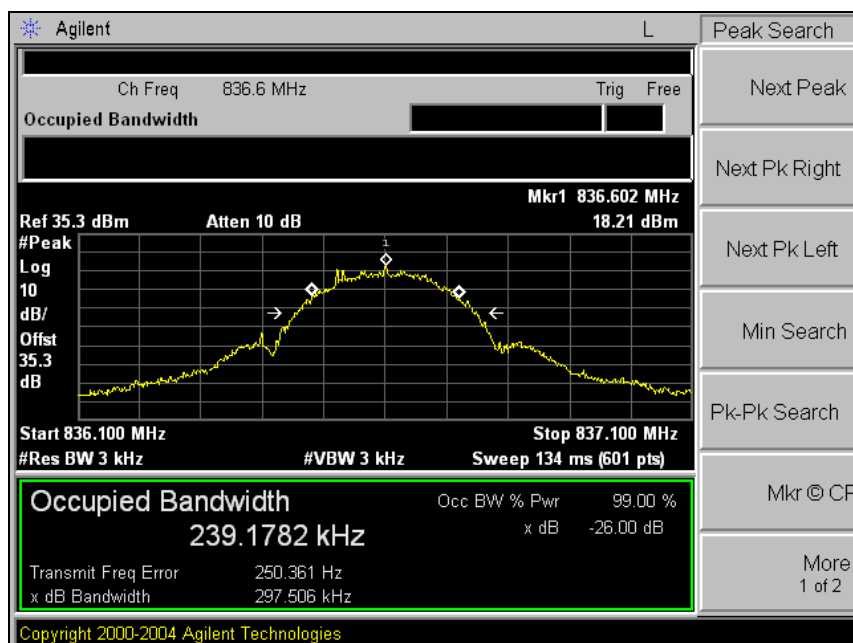 Agilent L Peak Search
Ch Freq 836.6 MHz Trig Free
Occupied Bandwidth
Next Peak
Next Pk Right
Mkr1 836.602 MHz
Ref 35.3 dBm Atten 10 dB 18.21 dBm
#Peak
Log
10
dB/
Offst
35.3
dB
1
Next Pk Left
Min Search
Pk-Pk Search
Start 836.100 MHz Stop 837.100 MHz
#Res BW 3 kHz #VBW 3 kHz Sweep 134 ms (601 pts)
Occupied Bandwidth
239.1782 kHz
Occ BW % Pwr 99.00 %
x dB -26.00 dB
Transmit Freq Error 250.361 Hz
x dB Bandwidth 297.506 kHz
Mkr © CF
More
1 of 2
Copyright 2000-2004 Agilent Technologies